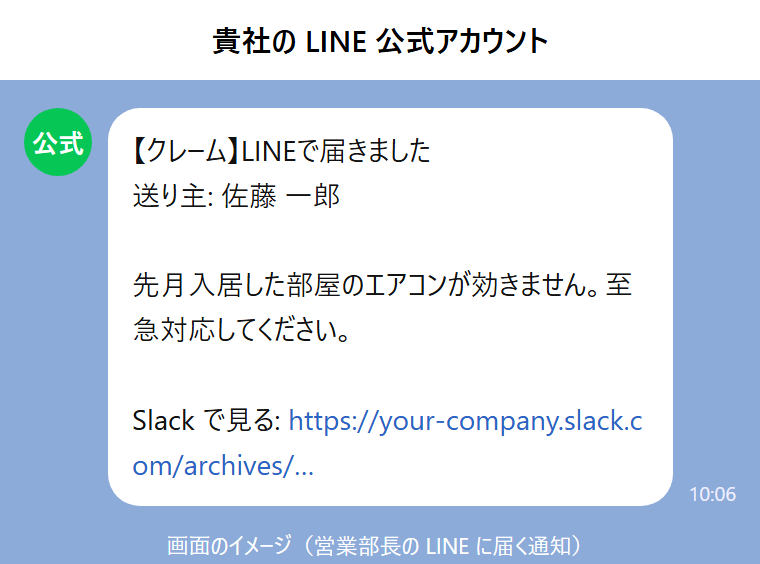 貴社の LINE 公式アカウント
公式
【クレーム】LINEで届きました
送り主: 佐藤 一郎
先月入居した部屋のエアコンが効きません。至
急対応してください。
Slack で見る: https://your-company.slack.c
om/archives/…
10:06
画面のイメージ（営業部長の LINE に届く通知）